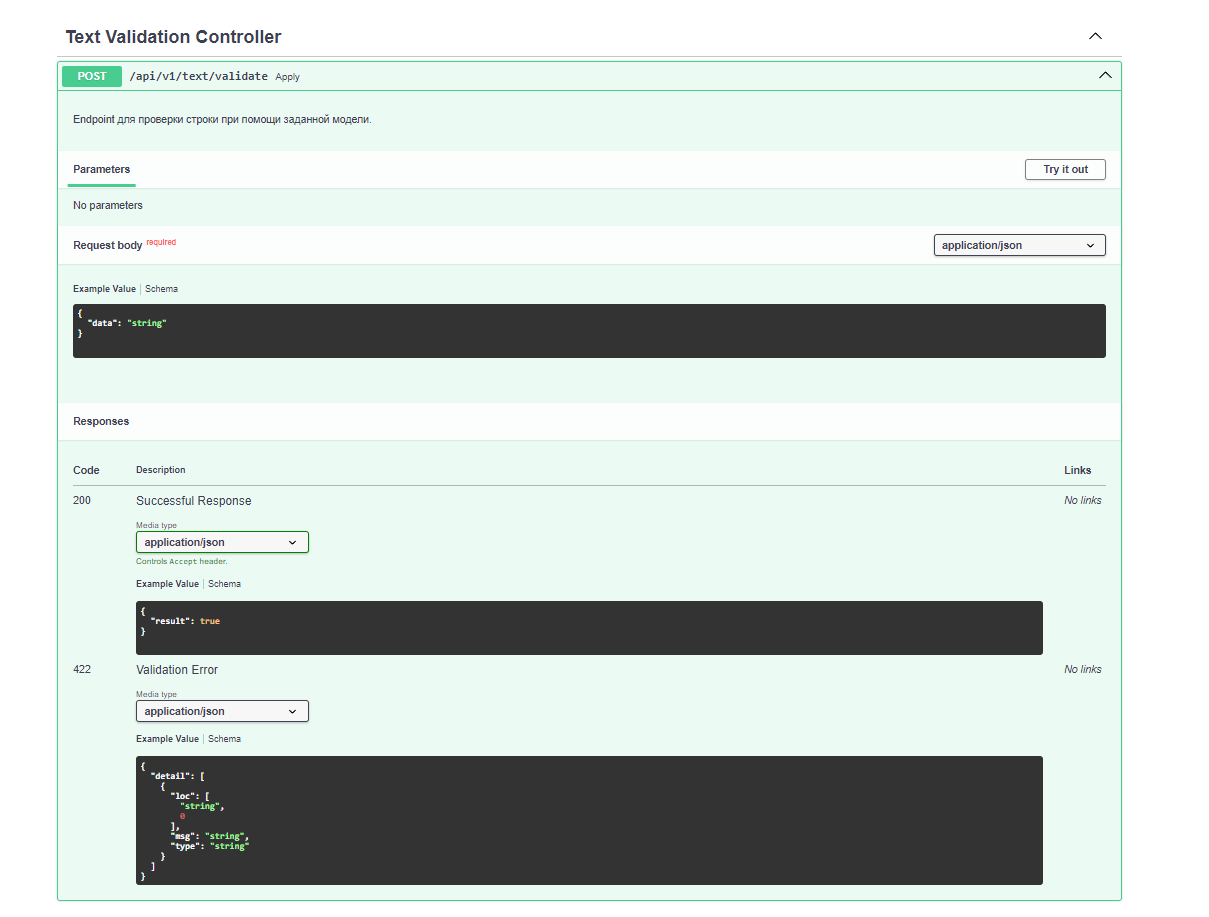 Text Validation Controller
POST /api/v1/text/validate Apply
Endpoint для проверки строки при помощи заданной модели.
Parameters Try it out
No parameters
Request body required application/json
Example Value Schema
{
"data": "string"
}
Responses
Code Description Links
200 Successful Response No links
Media type
application/json
Controls Accept header.
Example Value Schema
{
"result": true
}
422 Validation Error No links
Media type
application/json
Example Value Schema
{
"detail": [
{
"loc": [
"string",
0
],
"msg": "string",
"type": "string"
}
]
}